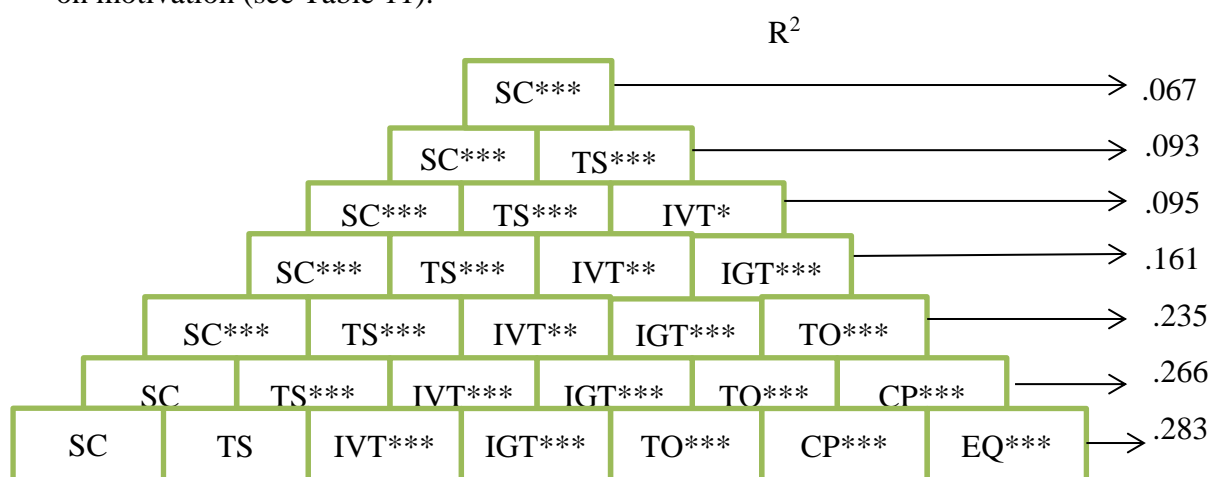 on motivation (see Table 11).
R²
SC*** .067
SC*** TS*** .093
SC*** TS*** IVT* .095
SC*** TS*** IVT** IGT*** .161
SC*** TS*** IVT** IGT*** TO*** .235
SC TS*** IVT*** IGT*** TO*** CP*** .266
SC TS IVT*** IGT*** TO*** CP*** EQ*** .283